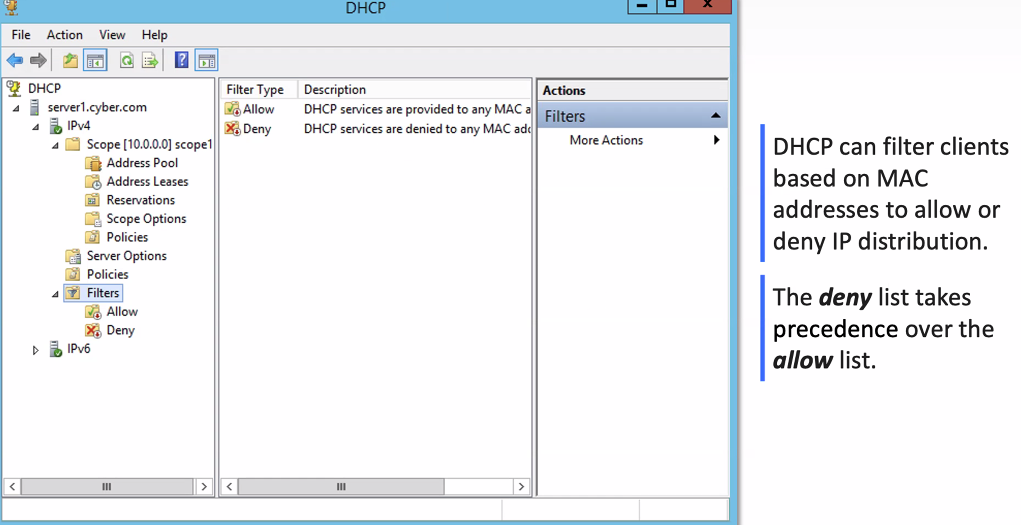 DHCP
File Action View Help
DHCP
server1.cyber.com
IPv4
Scope [10.0.0.0] scope1
Address Pool
Address Leases
Reservations
Scope Options
Policies
Server Options
Policies
Filters
Allow
Deny
IPv6
Filter Type Description
Allow DHCP services are provided to any MAC a
Deny DHCP services are denied to any MAC add
Actions
Filters
More Actions
DHCP can filter clients
based on MAC
addresses to allow or
deny IP distribution.
The deny list takes
precedence over the
allow list.